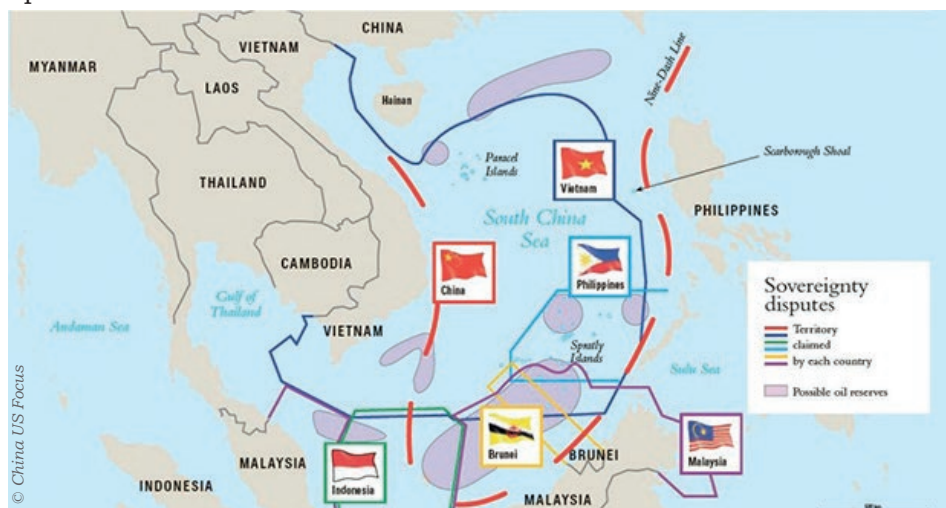 CHINA
VIETNAM
MYANMAR
LAOS
Hainan
Nine-Dash Line
Paracel
Islands
Vietnam
Scarborough Shoal
THAILAND
South China
Sea
PHILIPPINES
CAMBODIA
China
Philippines
Gulf of
Thailand
Andaman Sea
VIETNAM
Spratly
Islands
Sulu Sea
Sovereignty
disputes
Territory
claimed
by each country
Possible oil reserves
Brunei
BRUNEI
Malaysia
MALAYSIA
Indonesia
INDONESIA
MALAYSIA
© China US Focus